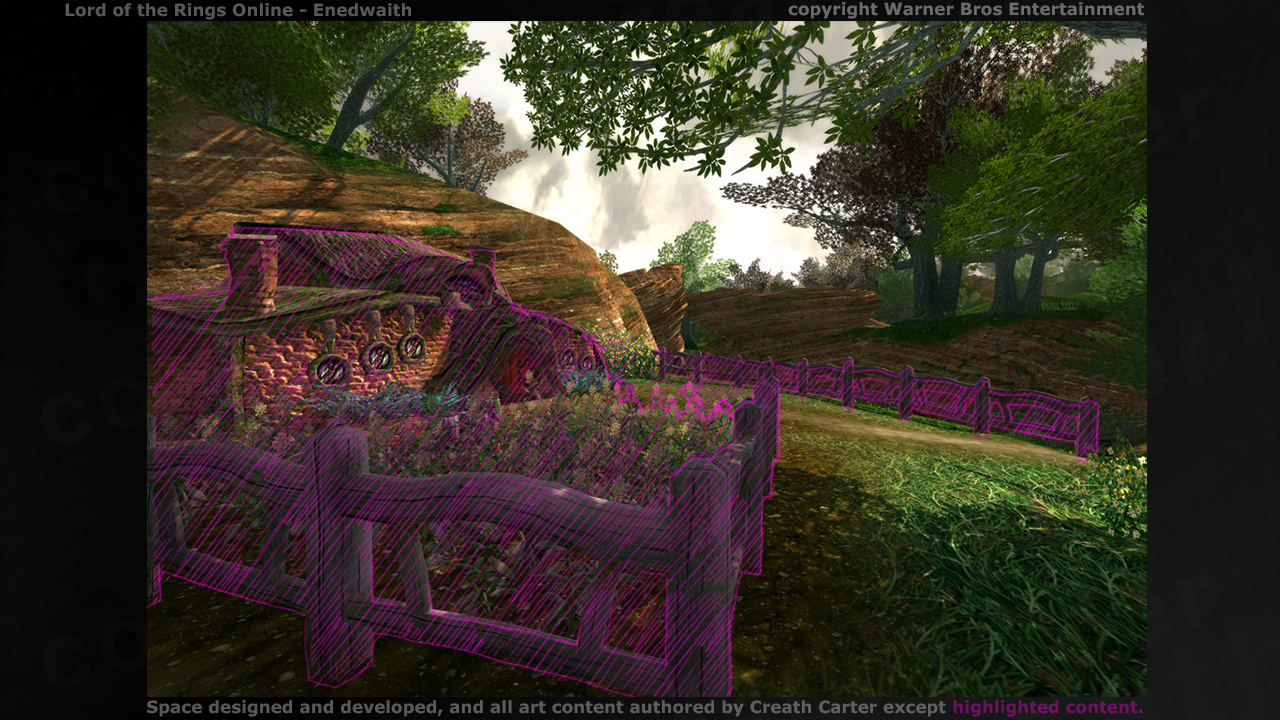 Lord of the Rings Online - Enedwaith
copyright Warner Bros Entertainment
Space designed and developed, and all art content authored by Creath Carter except highlighted content.